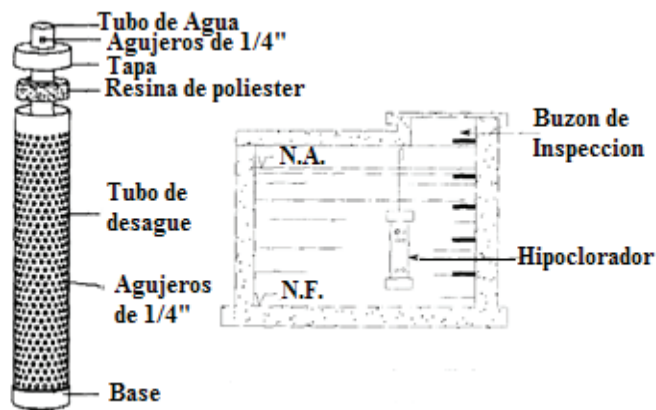 Tubo de Agua
Agujeros de 1/4"
Tapa
Resina de poliester
Tubo de
desague
Agujeros
de 1/4"
Base
Buzon de
Inspeccion
N.A.
Hipoclorador
N.F.